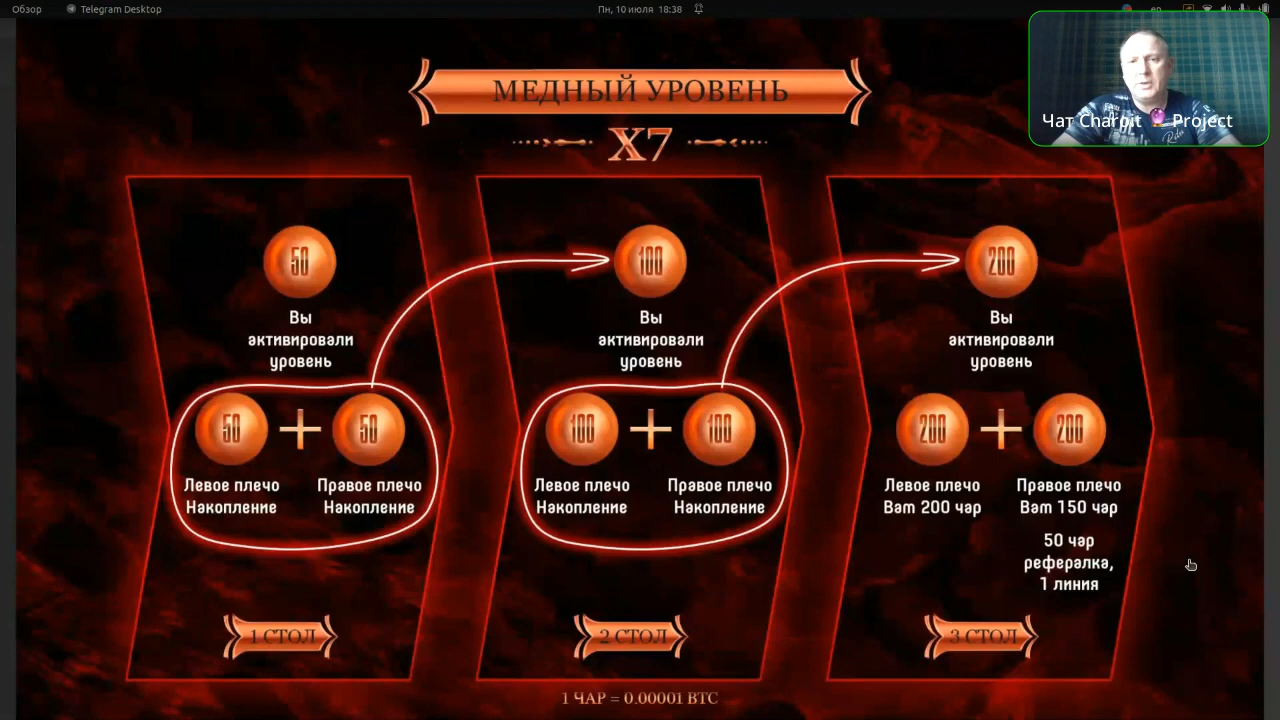 Обзор
Telegram Desktop
Пн, 10 июля 18:38
en
Чат Charpit Project
МЕДНЫЙ УРОВЕНЬ
X7
50
Вы
активировали
уровень
50 + 50
Левое плечо
Накопление
Правое плечо
Накопление
1 СТОЛ
100
Вы
активировали
уровень
100 + 100
Левое плечо
Накопление
Правое плечо
Накопление
2 СТОЛ
200
Вы
активировали
уровень
200 + 200
Левое плечо
Вам 200 чар
Правое плечо
Вам 150 чар
50 чар
рефералка,
1 линия
3 СТОЛ
1 ЧАР = 0.00001 BTC